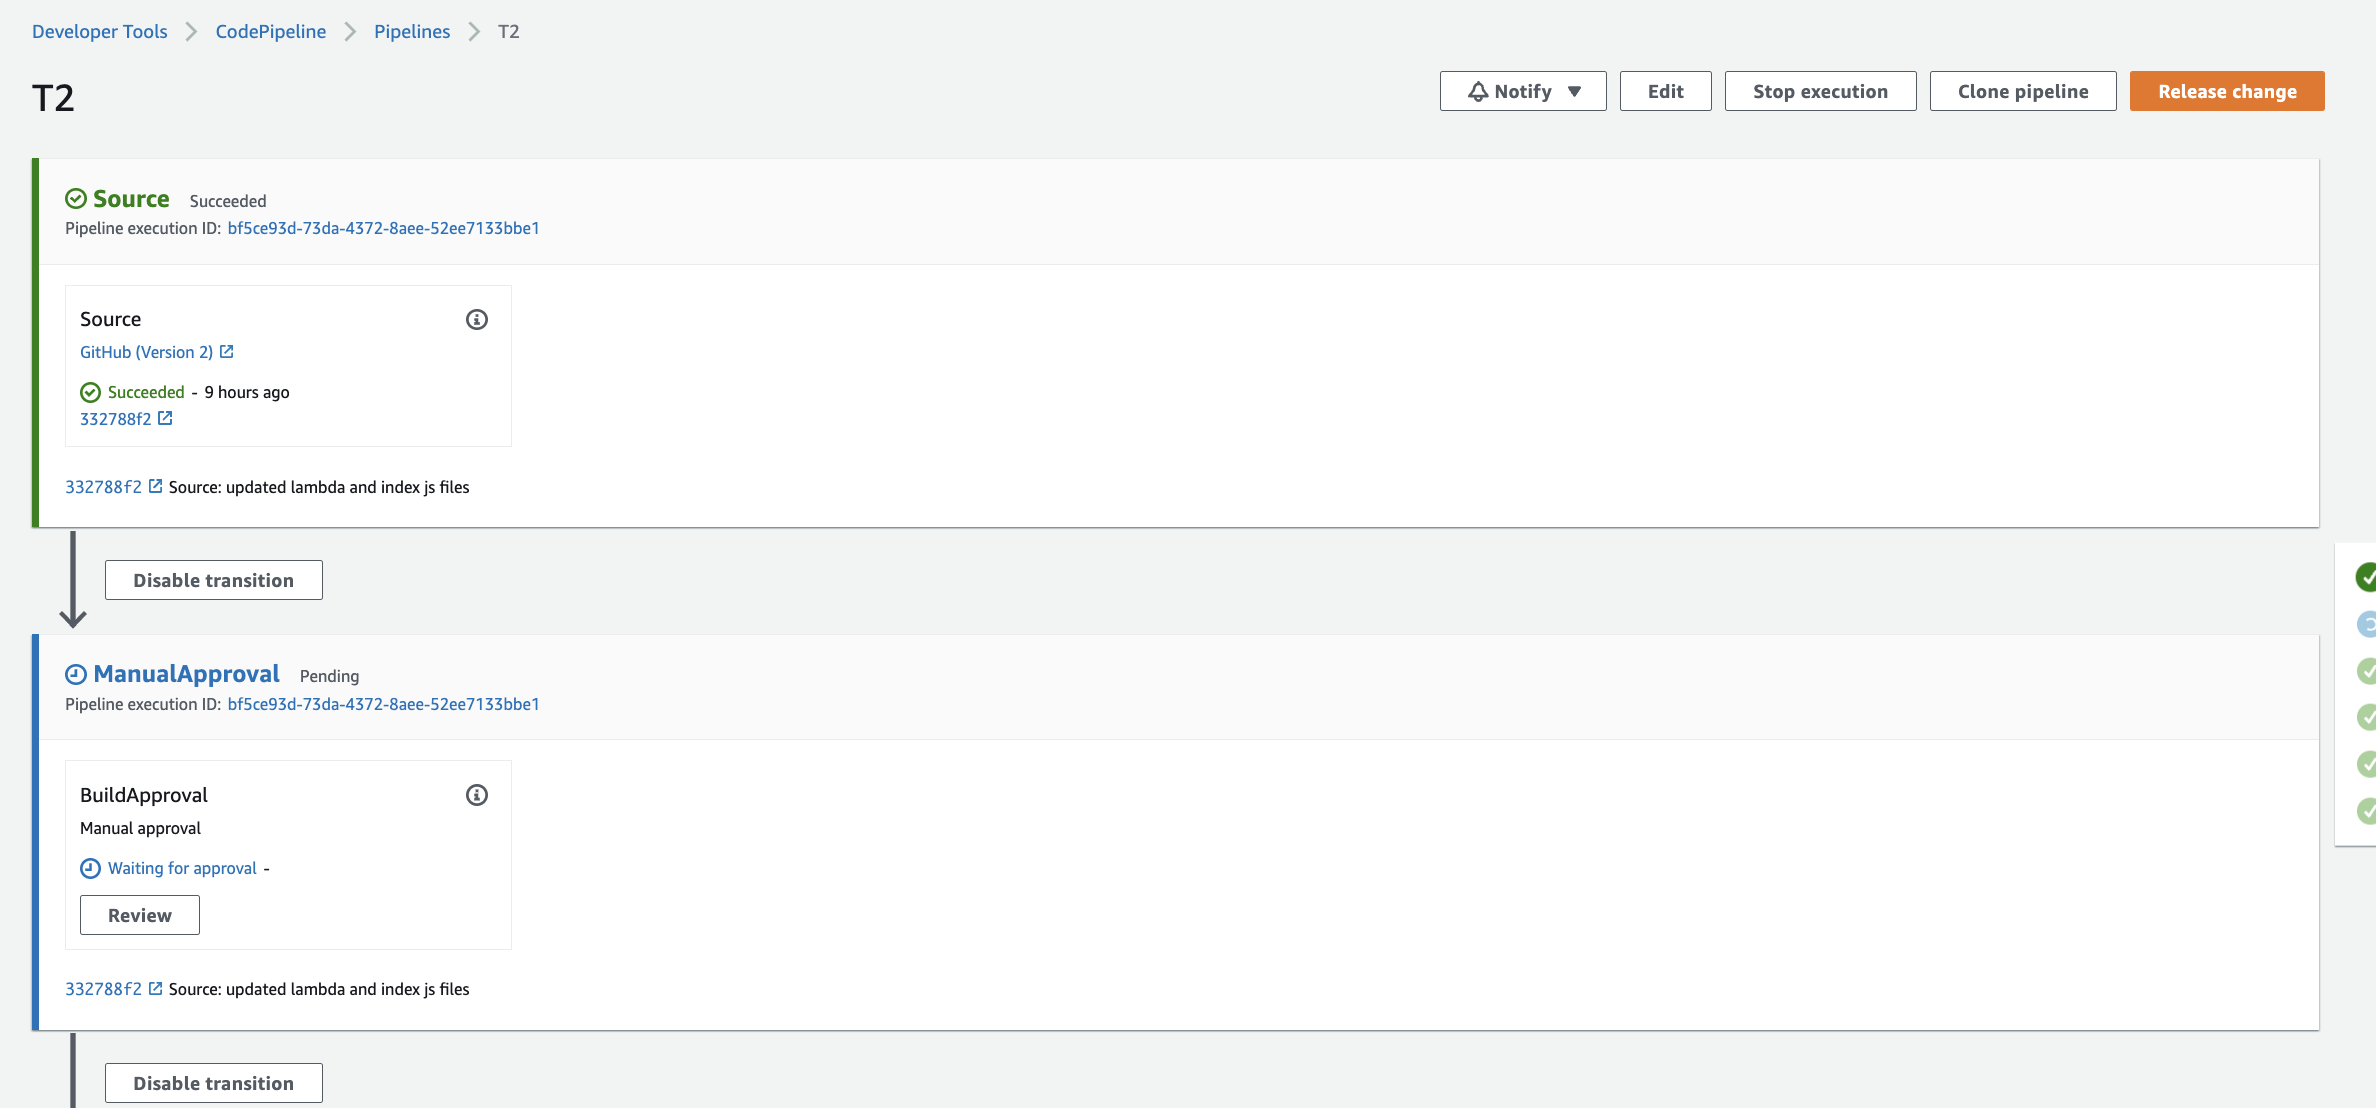 Developer Tools > CodePipeline > Pipelines > T2
T2
Notify ▼ Edit Stop execution Clone pipeline Release change
Source Succeeded
Pipeline execution ID: bf5ce93d-73da-4372-8aee-52ee7133bbe1
Source
GitHub (Version 2)
Succeeded - 9 hours ago
332788f2
332788f2 Source: updated lambda and index js files
Disable transition
ManualApproval Pending
Pipeline execution ID: bf5ce93d-73da-4372-8aee-52ee7133bbe1
BuildApproval
Manual approval
Waiting for approval -
Review
332788f2 Source: updated lambda and index js files
Disable transition